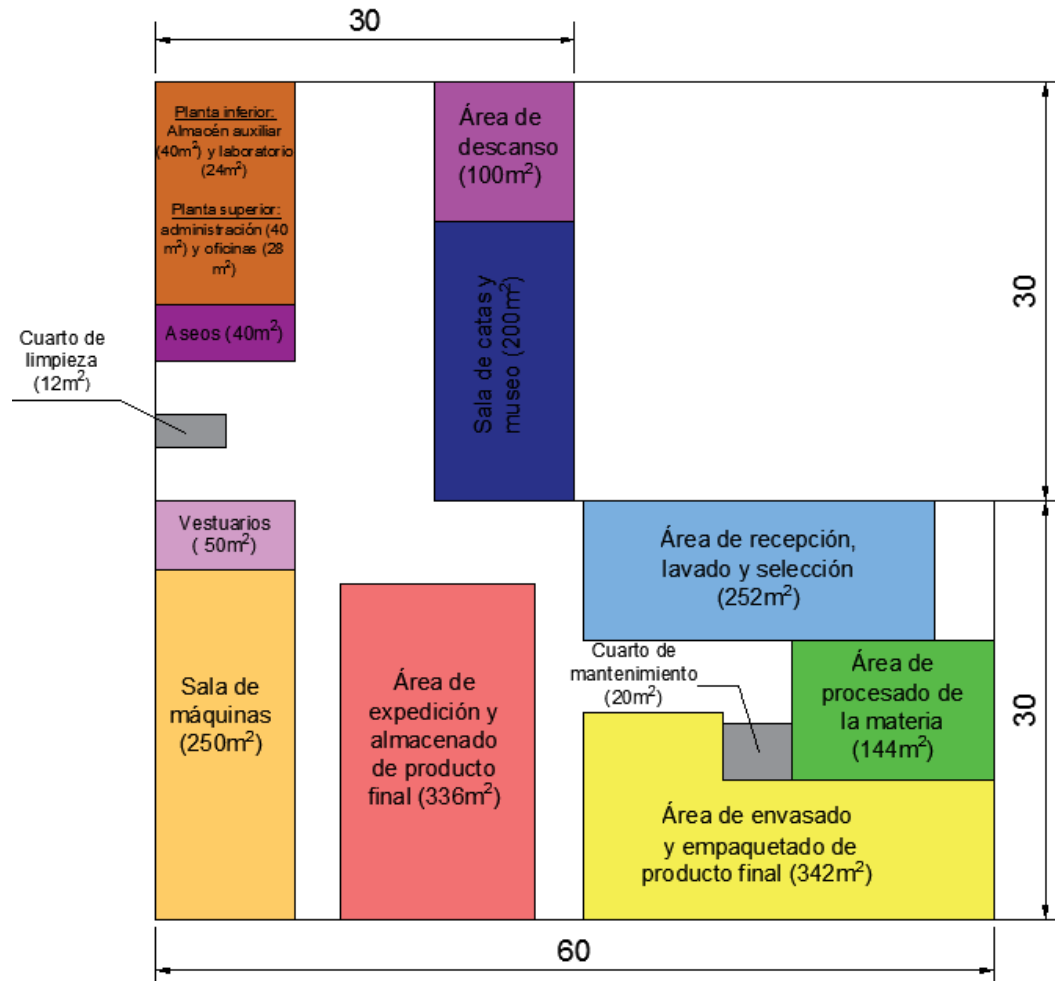 30
Planta inferior:
Almacén auxiliar
(40m²) y laboratorio
(24m²)
Planta superior:
administración (40
m²) y oficinas (28
m²)
Área de
descanso
(100m²)
30
Aseos (40m²)
Sala de catas y
museo (200m²)
Cuarto de
limpieza
(12m²)
Vestuarios
( 50m²)
Área de recepción,
lavado y selección
(252m²)
Sala de
máquinas
(250m²)
Área de
expedición y
almacenado
de producto
final (336m²)
Cuarto de
mantenimiento
(20m²)
Área de
procesado de
la materia
(144m²)
30
Área de envasado
y empaquetado de
producto final (342m²)
60